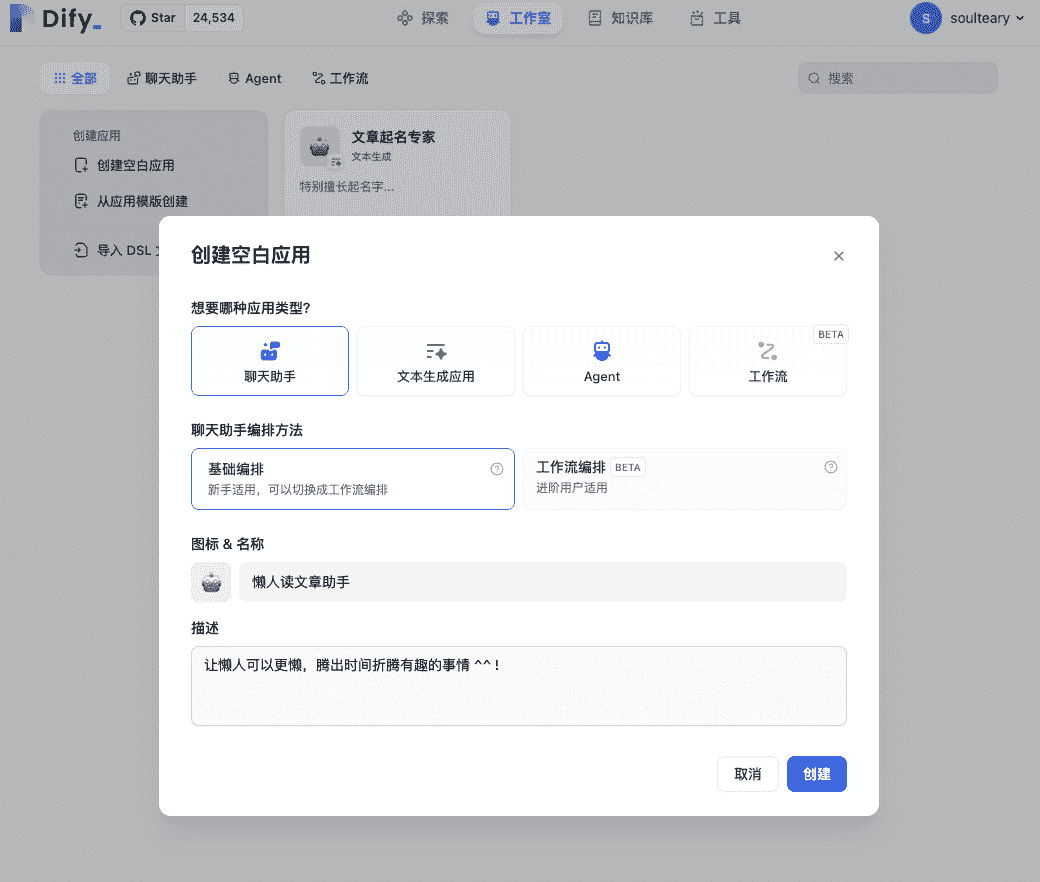 Dify_
Star 24,534
探索
工作室
知识库
工具
S
soulteary
全部
聊天助手
Agent
工作流
搜索
创建应用
创建空白应用
从应用模版创建
导入 DSL
文章起名专家
文本生成
特别擅长起名字...
创建空白应用
想要哪种应用类型?
聊天助手
文本生成应用
Agent
工作流
BETA
聊天助手编排方法
基础编排
新手适用，可以切换成工作流编排
工作流编排 BETA
进阶用户适用
图标 & 名称
懒人读文章助手
描述
让懒人可以更懒，腾出时间折腾有趣的事情 ^^ !
取消
创建